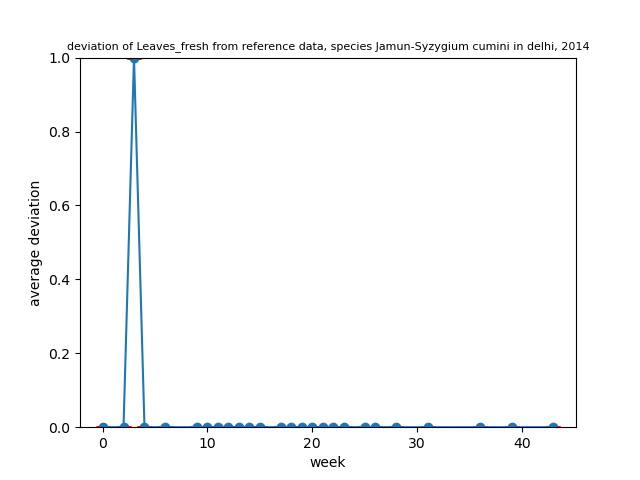 deviation of Leaves_fresh from reference data, species Jamun-Syzygium cumini in delhi, 2014
1.0
0.8
0.6
0.4
0.2
0.0
average deviation
0 10 20 30 40
week